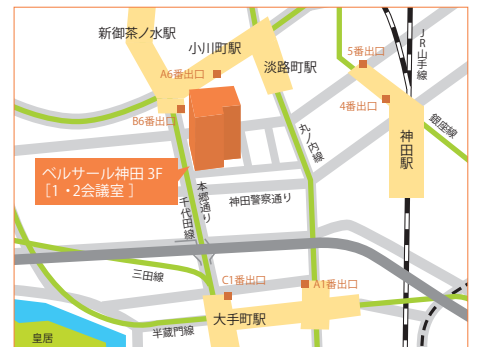 新御茶ノ水駅
小川町駅
淡路町駅
A6番出口
B6番出口
5番出口
4番出口
JR山手線
銀座線
神田駅
丸ノ内線
ベルサール神田 3F
[ 1・2会議室 ]
本郷通り
千代田線
神田警察通り
三田線
C1番出口
A1番出口
大手町駅
半蔵門線
皇居